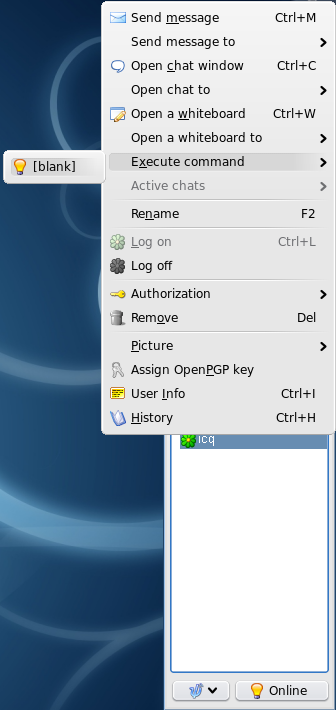 Send message Ctrl+M
Send message to
Open chat window Ctrl+C
Open chat to
Open a whiteboard Ctrl+W
Open a whiteboard to
[blank]
Execute command
Active chats
Rename F2
Log on Ctrl+L
Log off
Authorization
Remove Del
Picture
Assign OpenPGP key
User Info Ctrl+I
History Ctrl+H
icq
Online